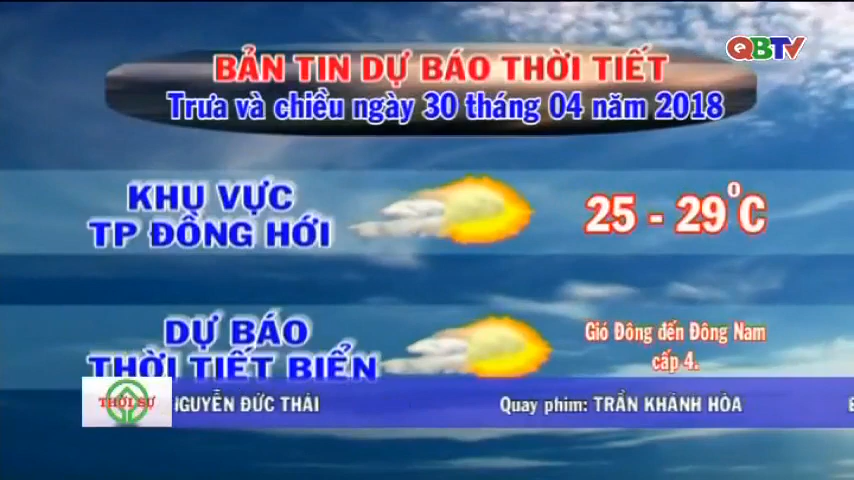 QBTV
BẢN TIN DỰ BÁO THỜI TIẾT
Trưa và chiều ngày 30 tháng 04 năm 2018
KHU VỰC
TP ĐỒNG HỚI
25 - 29°C
DỰ BÁO
THỜI TIẾT BIỂN
Gió Đông đến Đông Nam
cấp 4.
THỜI SỰ
NGUYỄN ĐỨC THÁI
Quay phim: TRẦN KHÁNH HÒA